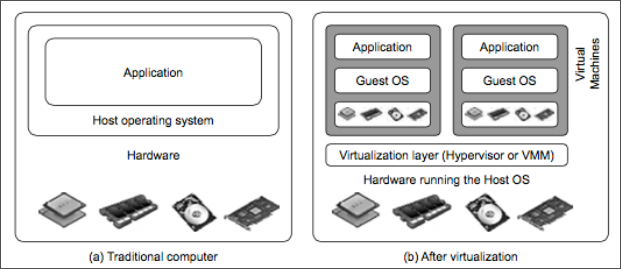 Application
Host operating system
Hardware
(a) Traditional computer
Application
Guest OS
Application
Guest OS
Virtual
Machines
Virtualization layer (Hypervisor or VMM)
Hardware running the Host OS
(b) After virtualization